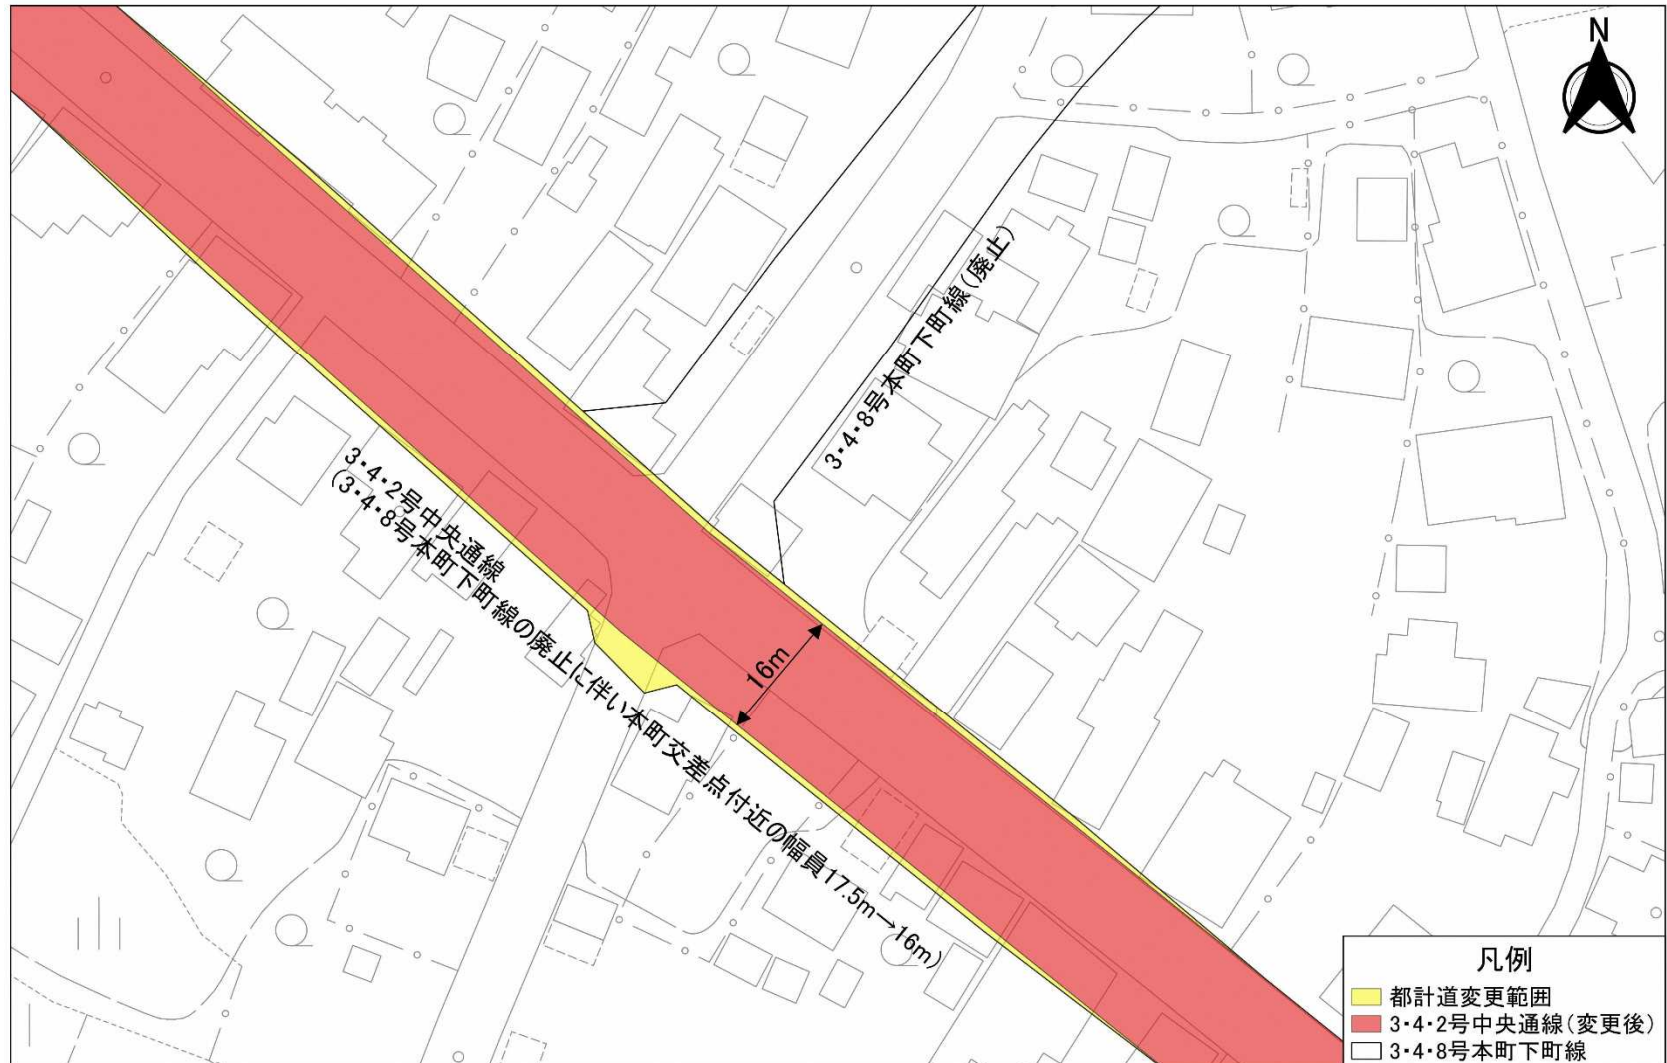 N
3・4・8号本町下町線(廃止)
3・4・2号中央通線
(3・4・8号本町下町線の廃止に伴い本町交差点付近の幅員17.5m→16m)
16m
凡例
都計道変更範囲
3・4・2号中央通線(変更後)
3・4・8号本町下町線